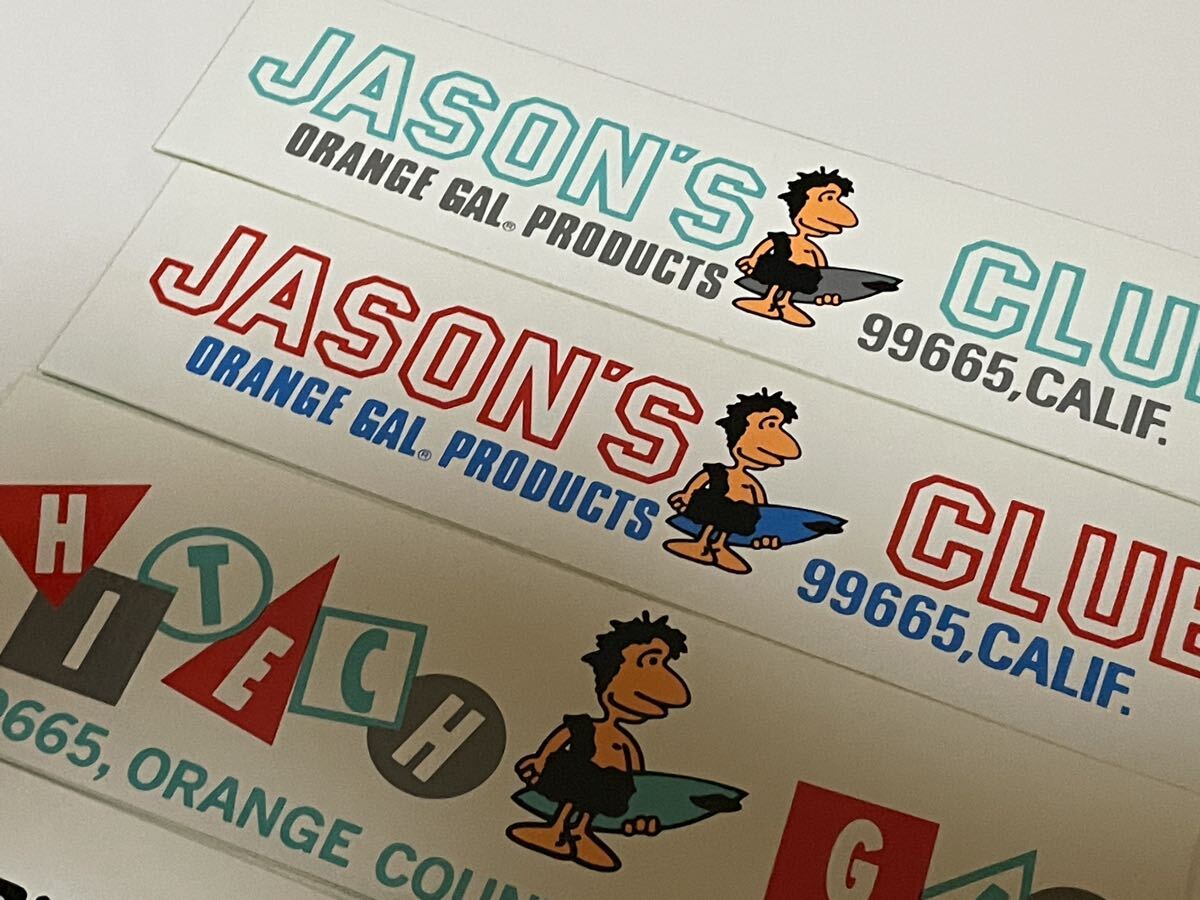 JASON'S
ORANGE GAL® PRODUCTS
CLUB
99665,CALIF.
JASON'S
ORANGE GAL® PRODUCTS
CLUB
99665,CALIF.
HITECH
G
9665, ORANGE COUN